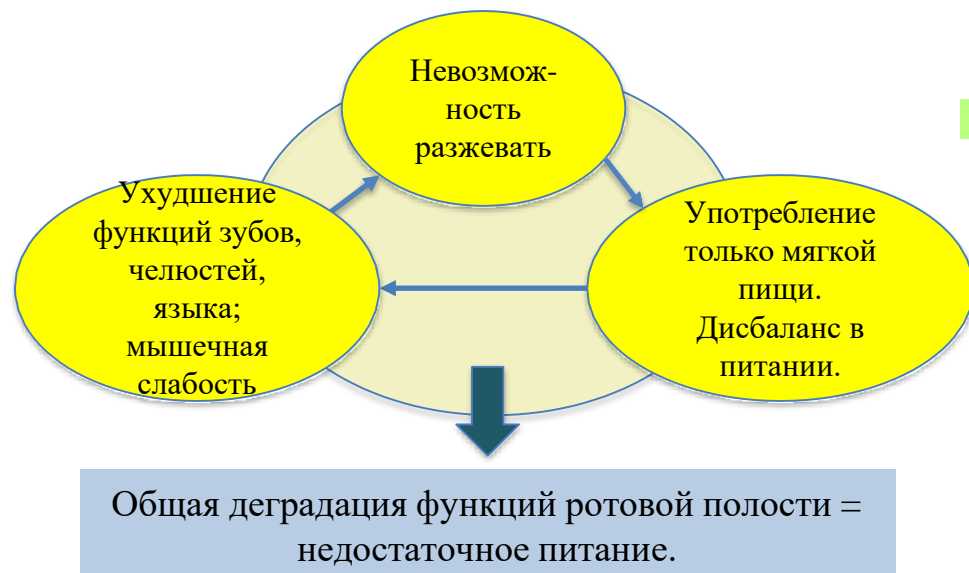 Невозмож-
ность
разжевать
Ухудшение
функций зубов,
челюстей,
языка;
мышечная
слабость
Употребление
только мягкой
пищи.
Дисбаланс в
питании.
Общая деградация функций ротовой полости =
недостаточное питание.